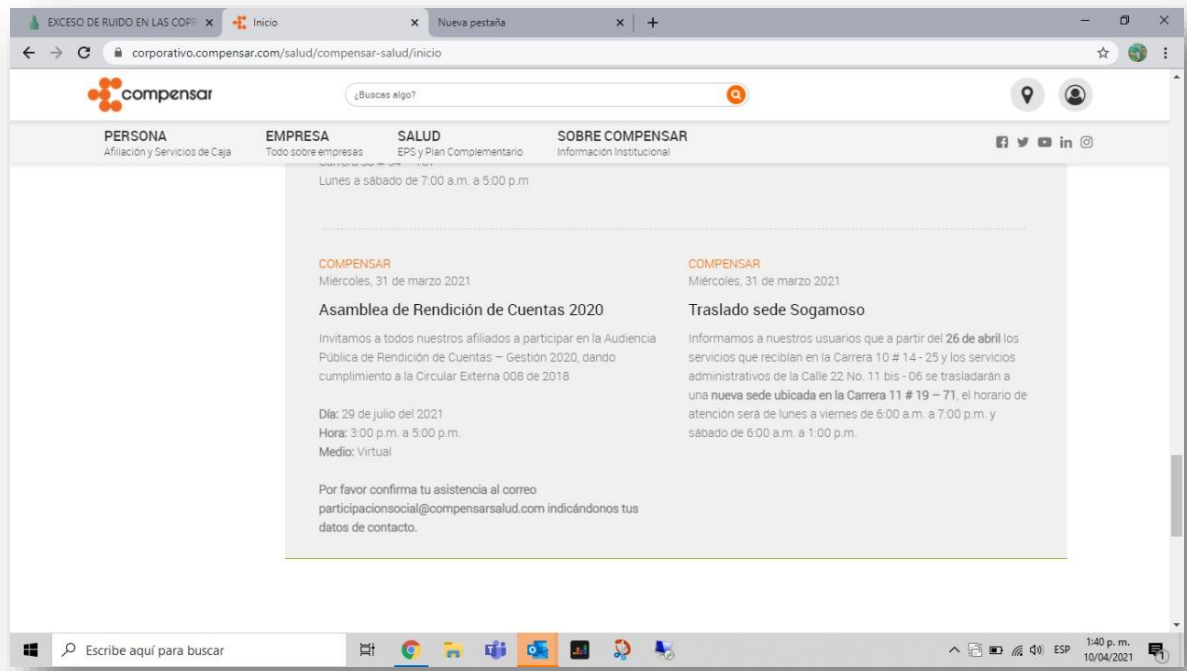 EXCESO DE RUIDO EN LAS COPR
Inicio
Nueva pestaña
corporativo.compensar.com/salud/compensar-salud/inicio
compensar
¿Buscas algo?
PERSONA
Afiliación y Servicios de Caja
EMPRESA
Todo sobre empresas
SALUD
EPS y Plan Complementario
SOBRE COMPENSAR
Información Institucional
Lunes a sábado de 7:00 a.m. a 5:00 p.m
COMPENSAR
Miércoles, 31 de marzo 2021
Asamblea de Rendición de Cuentas 2020
Invitamos a todos nuestros afiliados a participar en la Audiencia
Pública de Rendición de Cuentas – Gestión 2020, dando
cumplimiento a la Circular Externa 008 de 2018
Día: 29 de julio del 2021
Hora: 3:00 p.m. a 5:00 p.m.
Medio: Virtual
Por favor confirma tu asistencia al correo
participacionsocial@compensarsalud.com indicándonos tus
datos de contacto.
COMPENSAR
Miércoles, 31 de marzo 2021
Traslado sede Sogamoso
Informamos a nuestros usuarios que a partir del 26 de abril los
servicios que recibían en la Carrera 10 # 14 - 25 y los servicios
administrativos de la Calle 22 No. 11 bis - 06 se trasladarán a
una nueva sede ubicada en la Carrera 11 # 19 – 71, el horario de
atención será de lunes a viernes de 6:00 a.m. a 7:00 p.m. y
sábado de 6:00 a.m. a 1:00 p.m.
Escribe aquí para buscar
ESP
1:40 p. m.
10/04/2021